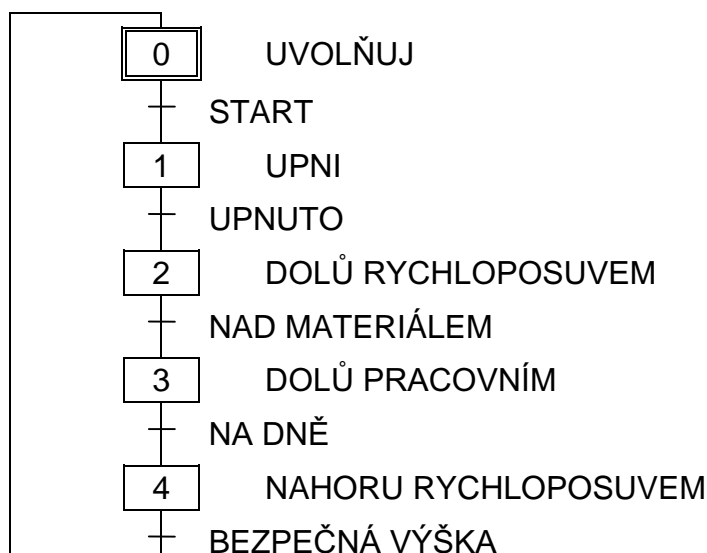 0 UVOLŇUJ
START
1 UPNI
UPNUTO
2 DOLŮ RYCHLOPOSUVEM
NAD MATERIÁLEM
3 DOLŮ PRACOVNÍM
NA DNĚ
4 NAHORU RYCHLOPOSUVEM
BEZPEČNÁ VÝŠKA